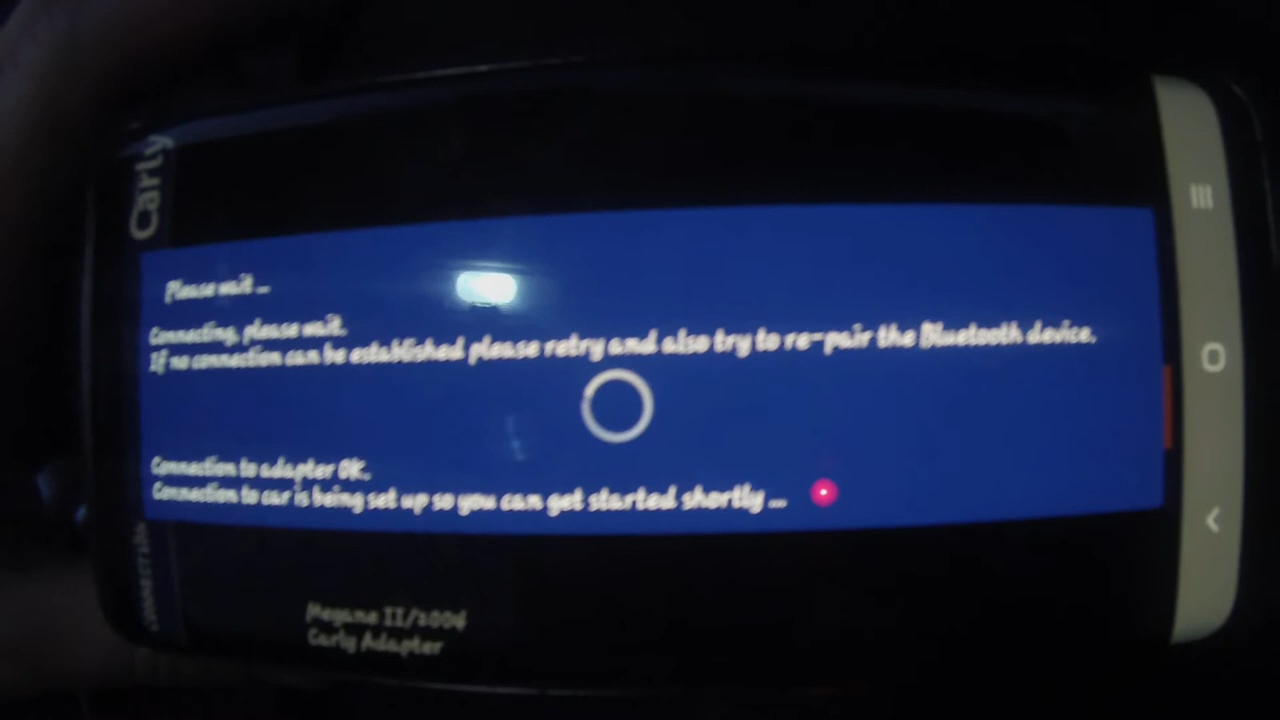 Carly
Please wait ...
Connecting, please wait.
If no connection can be established please retry and also try to re-pair the Bluetooth device.
Connection to adapter OK.
Connection to car is being set up so you can get started shortly ...
Megane II/2004
Carly Adapter